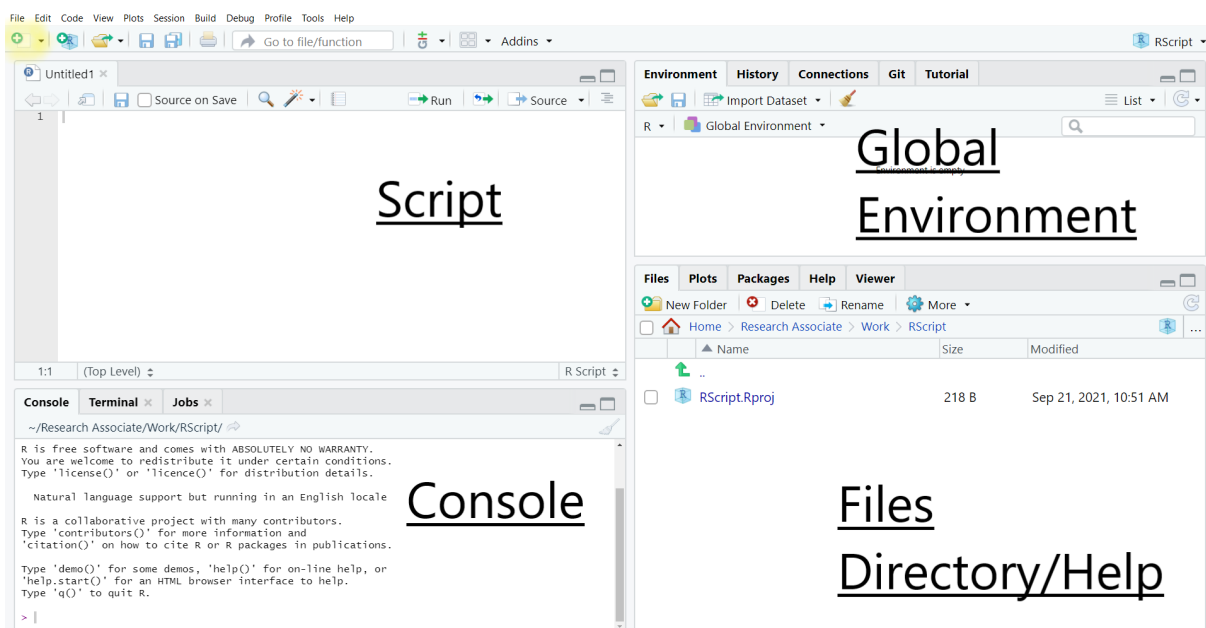 File Edit Code View Plots Session Build Debug Profile Tools Help
Go to file/function Addins RScript
Untitled1
Source on Save Run Source
1
Script
1:1 (Top Level) R Script
Console Terminal Jobs
~/Research Associate/Work/RScript/
R is free software and comes with ABSOLUTELY NO WARRANTY.
You are welcome to redistribute it under certain conditions.
Type 'license()' or 'licence()' for distribution details.
Natural language support but running in an English locale
R is a collaborative project with many contributors.
Type 'contributors()' for more information and
'citation()' on how to cite R or R packages in publications.
Type 'demo()' for some demos, 'help()' for on-line help, or
'help.start()' for an HTML browser interface to help.
Type 'q()' to quit R.
>
Console
Environment History Connections Git Tutorial
Import Dataset List
R Global Environment
Environment is empty
Global
Environment
Files Plots Packages Help Viewer
New Folder Delete Rename More
Home > Research Associate > Work > RScript ...
Name Size Modified
..
RScript.Rproj 218 B Sep 21, 2021, 10:51 AM
Files
Directory/Help